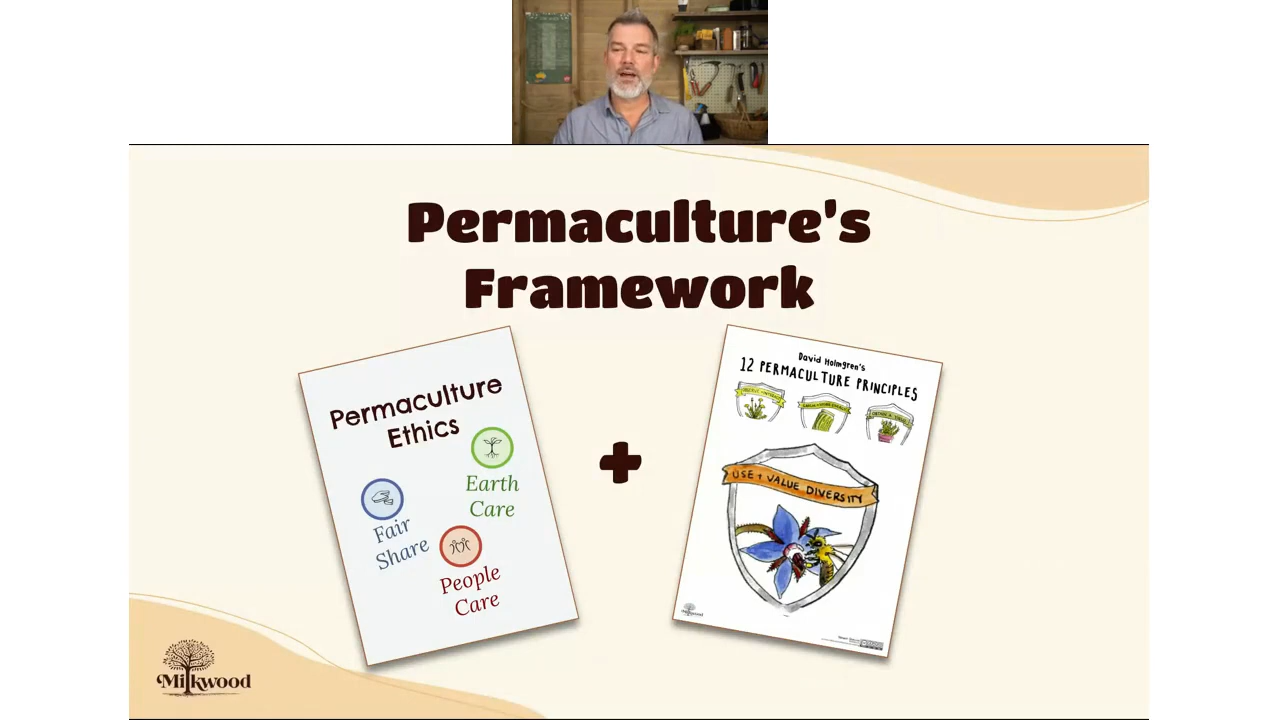 Permaculture's
Framework
Permaculture
Ethics
Earth
Care
Fair
Share
People
Care
David Holmgren's
12 PERMACULTURE PRINCIPLES
USE + VALUE DIVERSITY
Milkwood
Milkwood